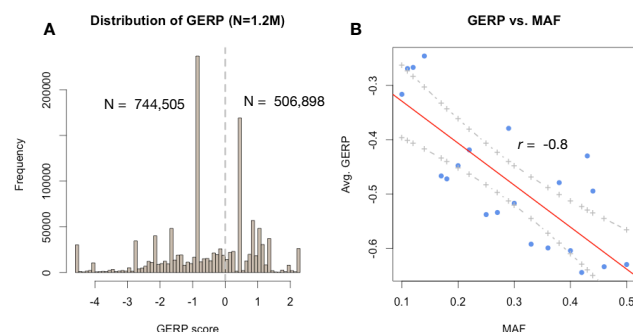 A
Distribution of GERP (N=1.2M)
Frequency
200000
150000
100000
50000
0
N = 744,505
N = 506,898
-4
-3
-2
-1
0
1
2
GERP score
B
GERP vs. MAF
Avg. GERP
-0.3
-0.4
-0.5
-0.6
r = -0.8
0.1
0.2
0.3
0.4
0.5
MAF